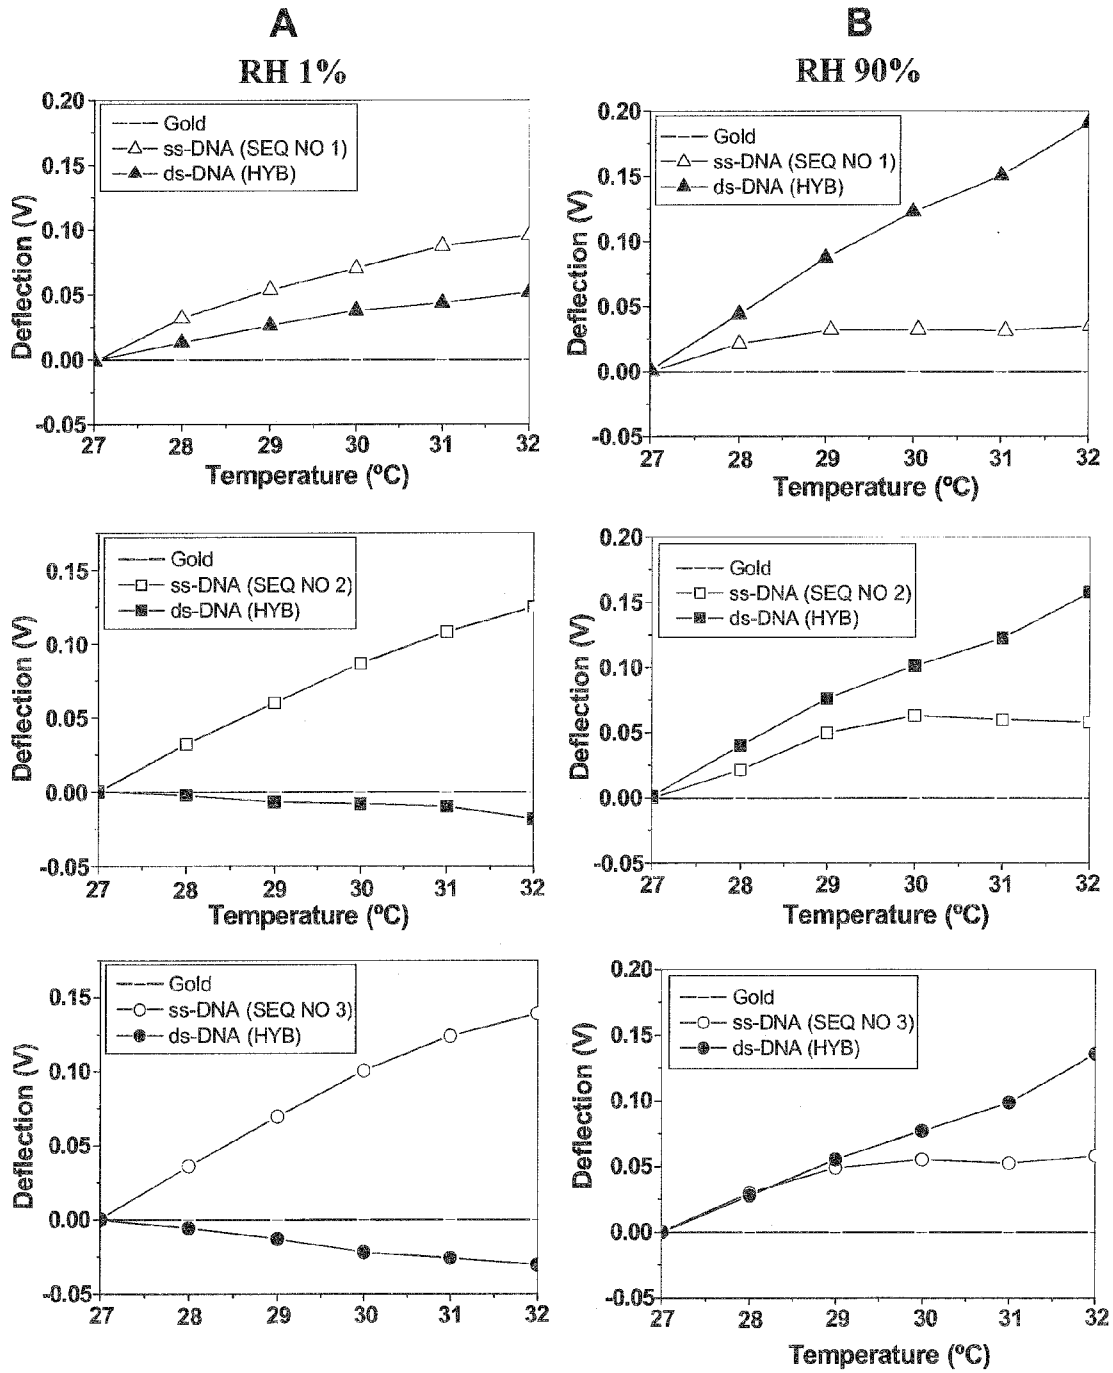 A
RH 1%
0.20
0.15
0.10
0.05
0.00
-0.05
Deflection (V)
Gold
ss-DNA (SEQ NO 1)
ds-DNA (HYB)
27 28 29 30 31 32
Temperature (ºC)
B
RH 90%
0.20
0.15
0.10
0.05
0.00
-0.05
Deflection (V)
Gold
ss-DNA (SEQ NO 1)
ds-DNA (HYB)
27 28 29 30 31 32
Temperature (ºC)
0.15
0.10
0.05
0.00
-0.05
Deflection (V)
Gold
ss-DNA (SEQ NO 2)
ds-DNA (HYB)
27 28 29 30 31 32
Temperature (ºC)
0.20
0.15
0.10
0.05
0.00
-0.05
Deflection (V)
Gold
ss-DNA (SEQ NO 2)
ds-DNA (HYB)
27 28 29 30 31 32
Temperature (ºC)
0.15
0.10
0.05
0.00
-0.05
Deflection (V)
Gold
ss-DNA (SEQ NO 3)
ds-DNA (HYB)
27 28 29 30 31 32
0.20
0.15
0.10
0.05
0.00
-0.05
Deflection (V)
Gold
ss-DNA (SEQ NO 3)
ds-DNA (HYB)
27 28 29 30 31 32
Temperature (ºC)